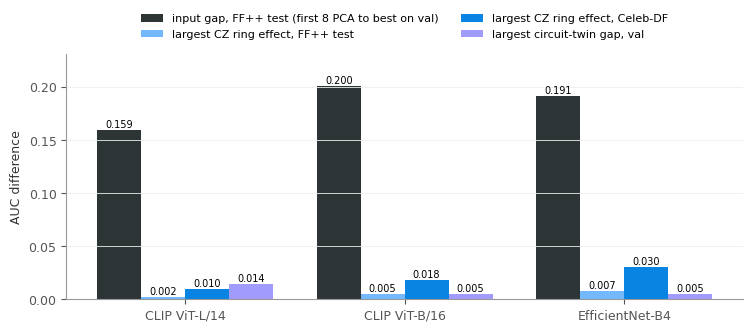 input gap, FF++ test (first 8 PCA to best on val)
largest CZ ring effect, FF++ test
largest CZ ring effect, Celeb-DF
largest circuit-twin gap, val
AUC difference
0.20
0.15
0.10
0.05
0.00
0.159
0.002
0.010
0.014
0.200
0.005
0.018
0.005
0.191
0.007
0.030
0.005
CLIP ViT-L/14
CLIP ViT-B/16
EfficientNet-B4